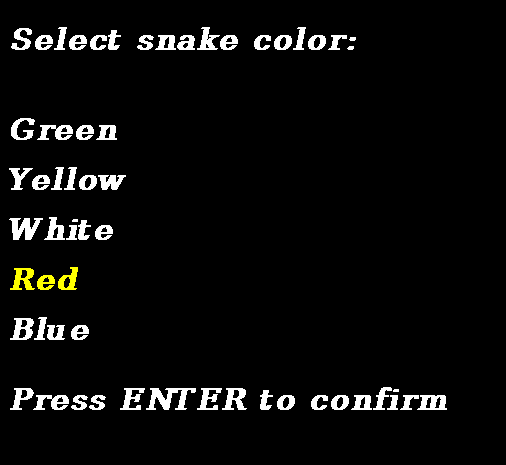 Select snake color:
Green
Yellow
White
Red
Blue
Press ENTER to confirm